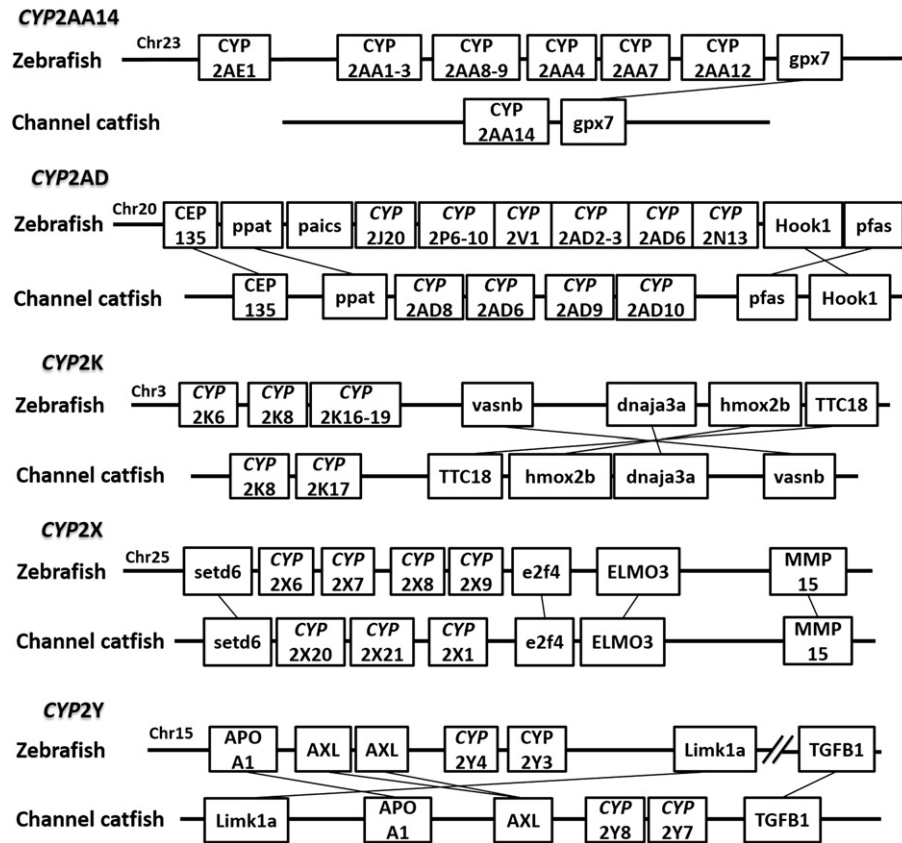 CYP2AA14
Chr23
Zebrafish
CYP CYP CYP CYP CYP CYP gpx7
2AE1 2AA1-3 2AA8-9 2AA4 2AA7 2AA12
Channel catfish
CYP gpx7
2AA14
CYP2AD
Chr20
Zebrafish
CEP ppat paics CYP CYP CYP CYP CYP CYP Hook1 pfas
135 2J20 2P6-10 2V1 2AD2-3 2AD6 2N13
Channel catfish
CEP ppat CYP CYP CYP CYP pfas Hook1
135 2AD8 2AD6 2AD9 2AD10
CYP2K
Chr3
Zebrafish
CYP CYP CYP vasnb dnaja3a hmox2b TTC18
2K6 2K8 2K16-19
Channel catfish
CYP CYP TTC18 hmox2b dnaja3a vasnb
2K8 2K17
CYP2X
Chr25
Zebrafish
setd6 CYP CYP CYP CYP e2f4 ELMO3 MMP
2X6 2X7 2X8 2X9 15
Channel catfish
setd6 CYP CYP CYP e2f4 ELMO3 MMP
2X20 2X21 2X1 15
CYP2Y
Chr15
Zebrafish
APO AXL AXL CYP CYP Limk1a TGFB1
A1 2Y4 2Y3
Channel catfish
Limk1a APO AXL CYP CYP TGFB1
A1 2Y8 2Y7